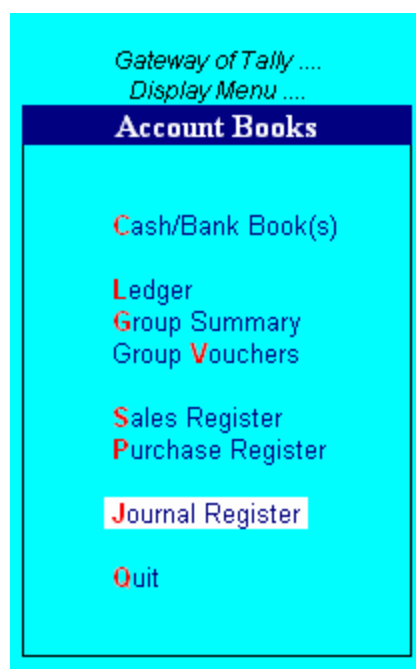 Gateway of Tally ....
Display Menu ....
Account Books
Cash/Bank Book(s)
Ledger
Group Summary
Group Vouchers
Sales Register
Purchase Register
Journal Register
Quit